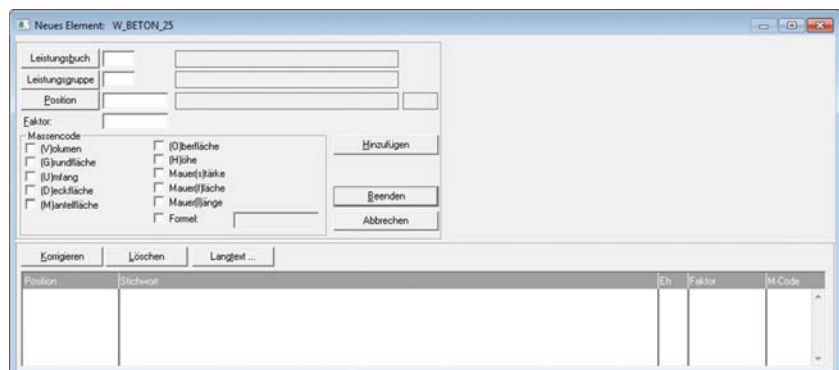 Neues Element: W_BETON_25
Leistungsbuch
Leistungsgruppe
Position
Faktor:
Massencode
(V)olumen
(G)rundfläche
(U)mfang
(D)eckfläche
(M)antelfläche
(O)berfläche
(H)öhe
Mauer(s)tärke
Mauer(f)läche
Mauer(l)änge
Formel:
Hinzufügen
Beenden
Abbrechen
Korrigieren Löschen Langtext ...
Position Stichwort Eh Faktor M-Code